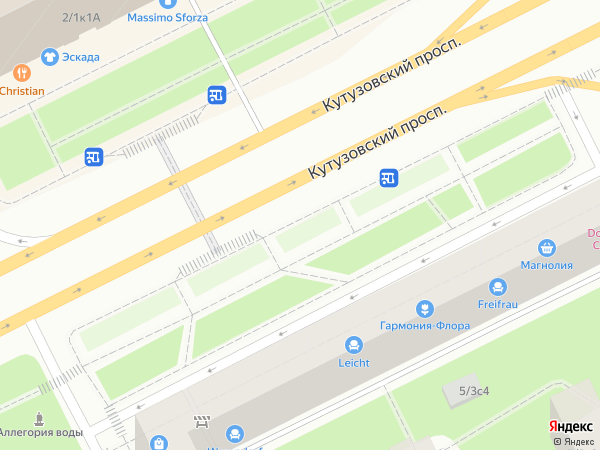 2/1к1А
Massimo Sforza
Эскада
Christian
Кутузовский просп.
Кутузовский просп.
Магнолия
Freifrau
Гармония-Флора
Leicht
5/3с4
Аллегория воды
Яндекс
© Яндекс